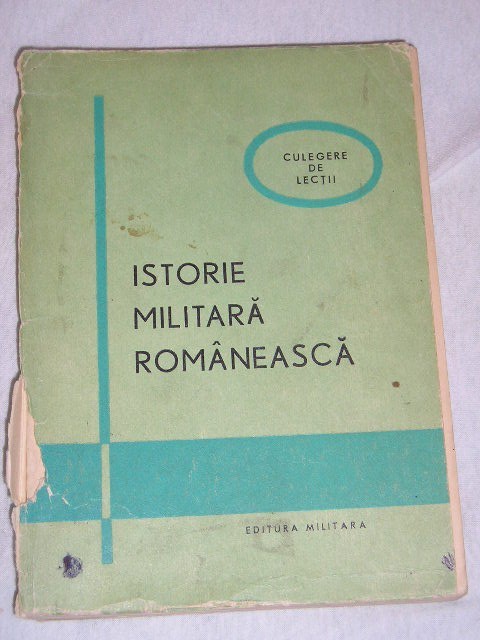 CULEGERE
DE
LECȚII
ISTORIE
MILITARĂ
ROMÂNEASCĂ
EDITURA MILITARA